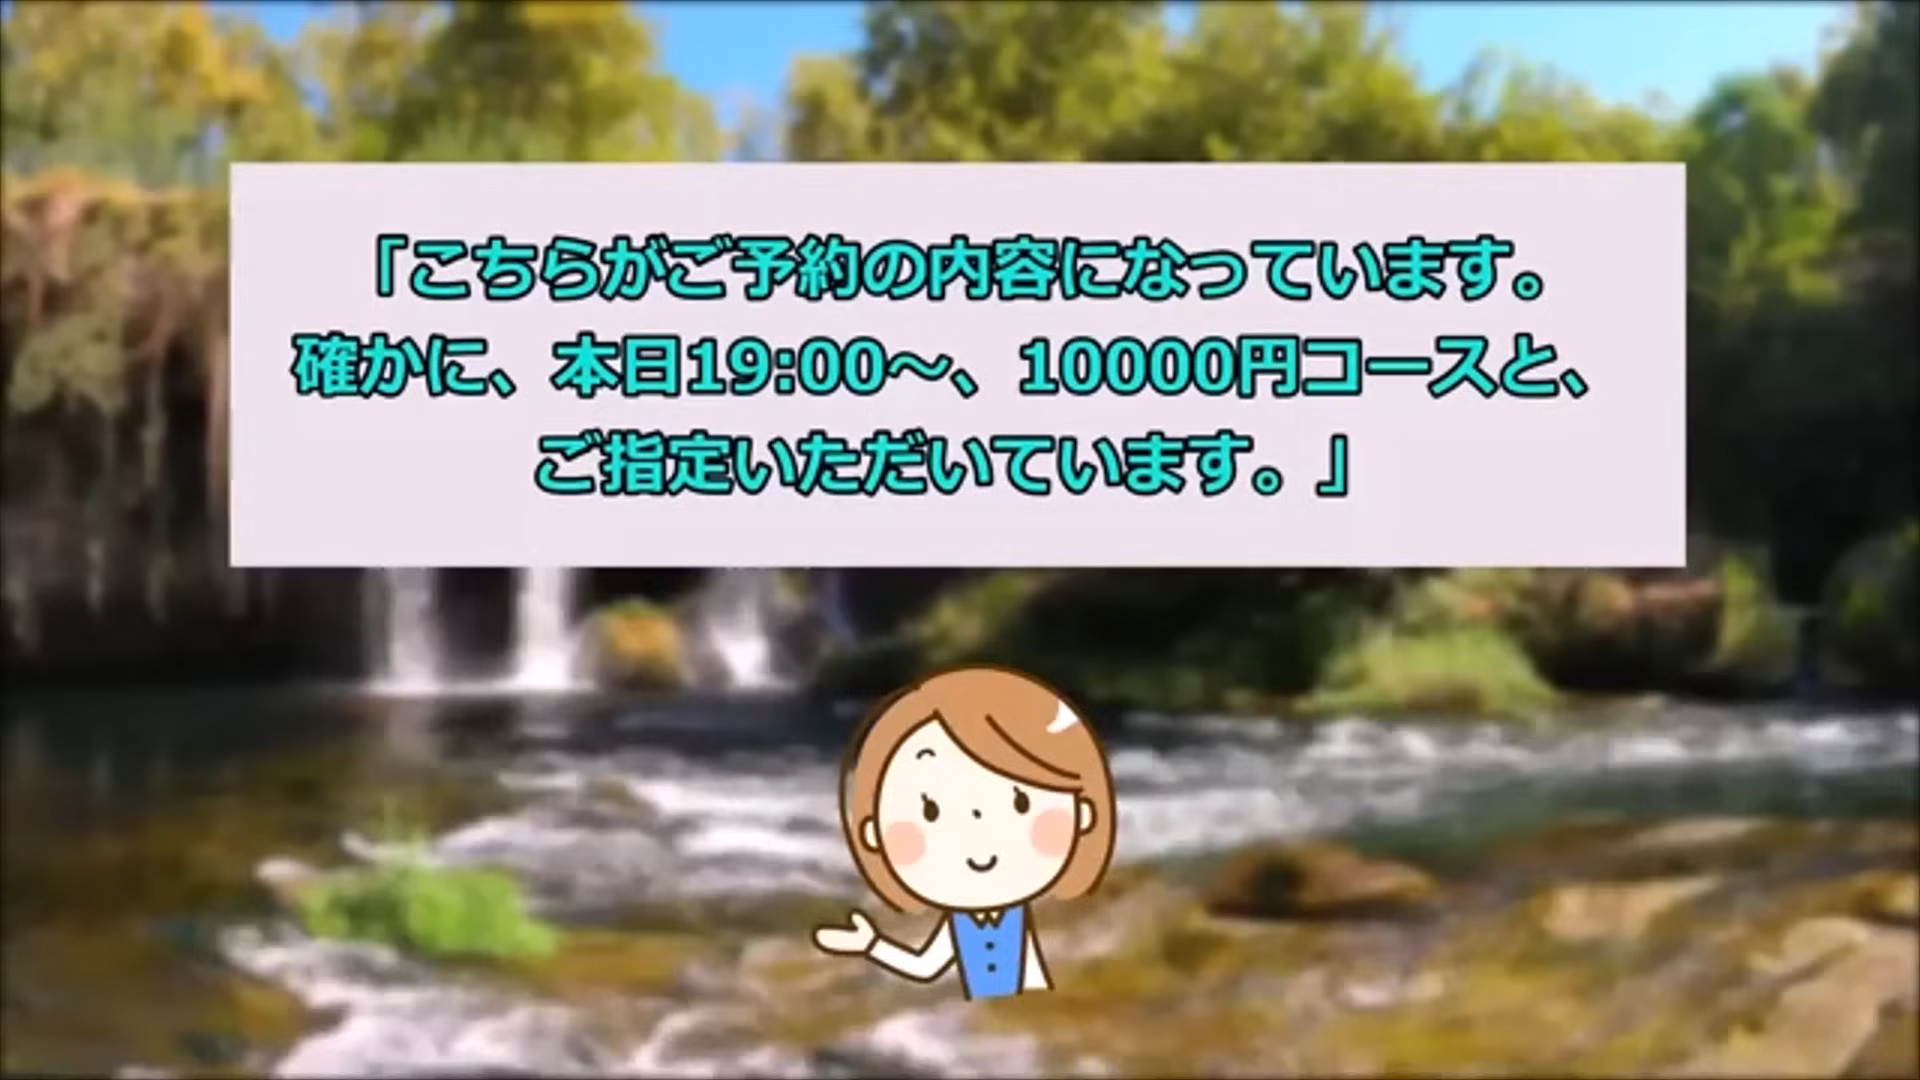 「こちらがご予約の内容になっています。
確かに、本日19:00～、10000円コースと、
ご指定いただいています。」